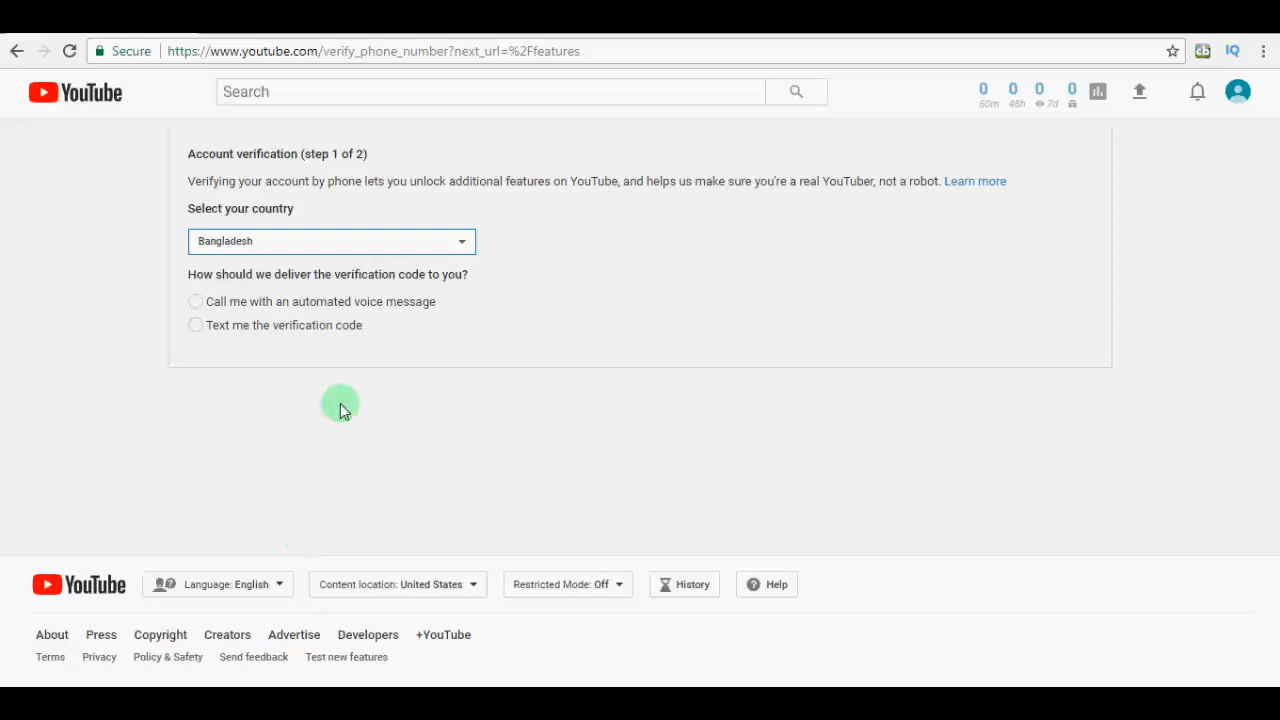 Secure https://www.youtube.com/verify_phone_number?next_url=%2Ffeatures IQ
YouTube Search 0 0 0 0
60m 48h 7d
Account verification (step 1 of 2)
Verifying your account by phone lets you unlock additional features on YouTube, and helps us make sure you're a real YouTuber, not a robot. Learn more
Select your country
Bangladesh
How should we deliver the verification code to you?
Call me with an automated voice message
Text me the verification code
YouTube Language: English Content location: United States Restricted Mode: Off History Help
About Press Copyright Creators Advertise Developers +YouTube
Terms Privacy Policy & Safety Send feedback Test new features